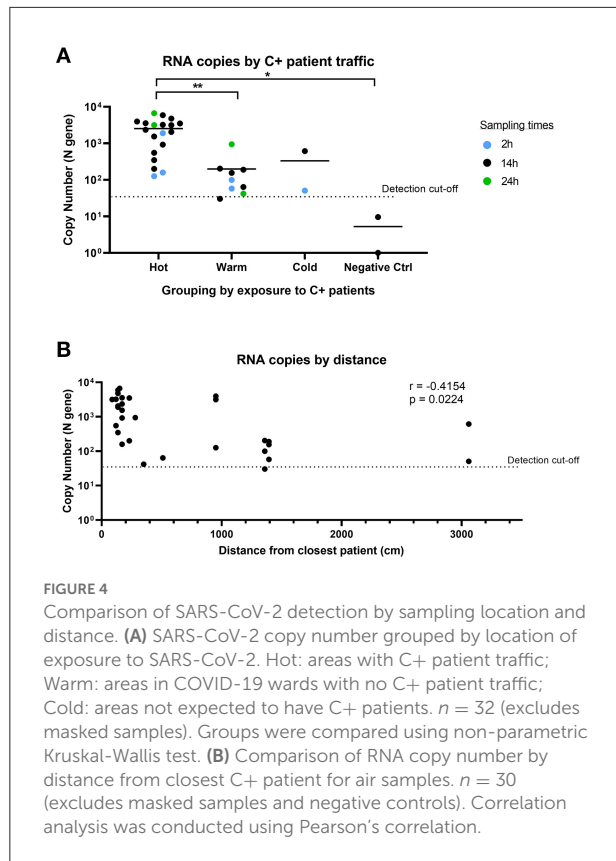 A
RNA copies by C+ patient traffic
*
**
Copy Number (N gene)
10⁴
10³
10²
10¹
10⁰
Detection cut-off
Hot
Warm
Cold
Negative Ctrl
Grouping by exposure to C+ patients
Sampling times
2h
14h
24h
B
RNA copies by distance
r = -0.4154
p = 0.0224
Copy Number (N gene)
10⁴
10³
10²
10¹
10⁰
Detection cut-off
0
1000
2000
3000
Distance from closest patient (cm)
FIGURE 4
Comparison of SARS-CoV-2 detection by sampling location and
distance. (A) SARS-CoV-2 copy number grouped by location of
exposure to SARS-CoV-2. Hot: areas with C+ patient traffic;
Warm: areas in COVID-19 wards with no C+ patient traffic;
Cold: areas not expected to have C+ patients. n = 32 (excludes
masked samples). Groups were compared using non-parametric
Kruskal-Wallis test. (B) Comparison of RNA copy number by
distance from closest C+ patient for air samples. n = 30
(excludes masked samples and negative controls). Correlation
analysis was conducted using Pearson's correlation.